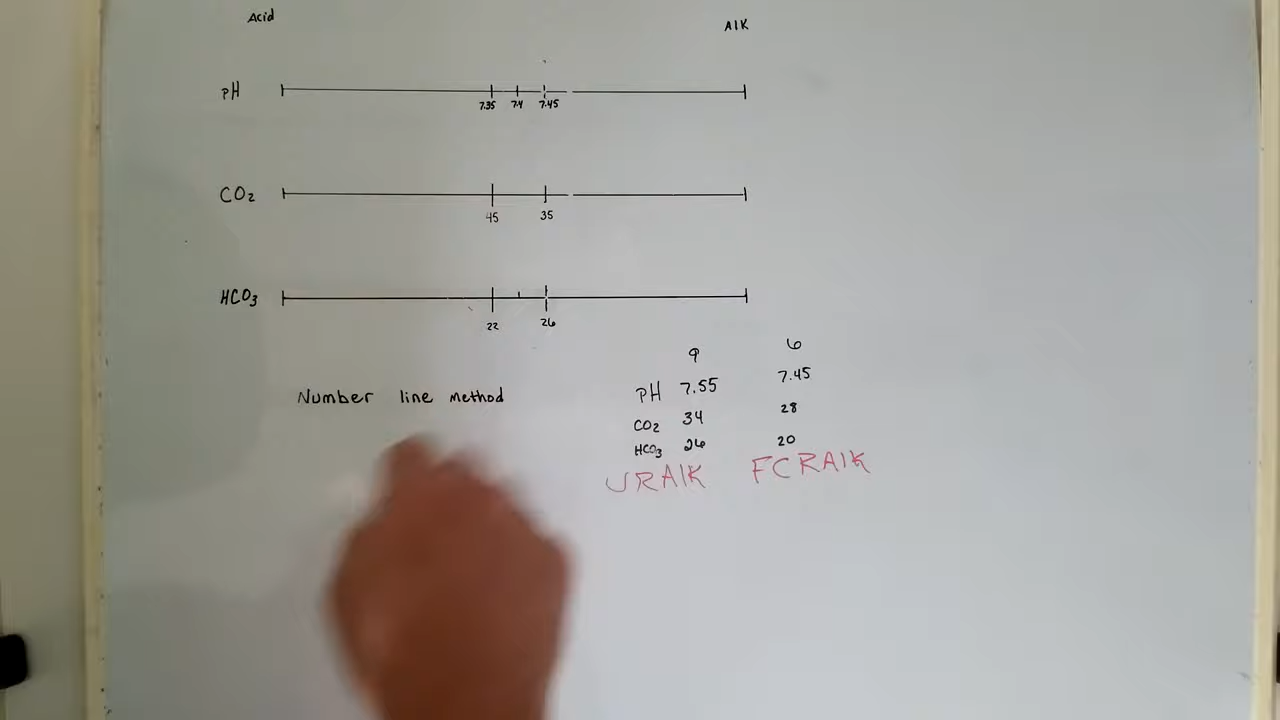 Acid Alk
pH
7.35 7.4 7.45
CO₂
45 35
HCO₃
22 26
Number line method
9 6
pH 7.55 7.45
CO₂ 34 28
HCO₃ 26 20
URAlK FCRAlK